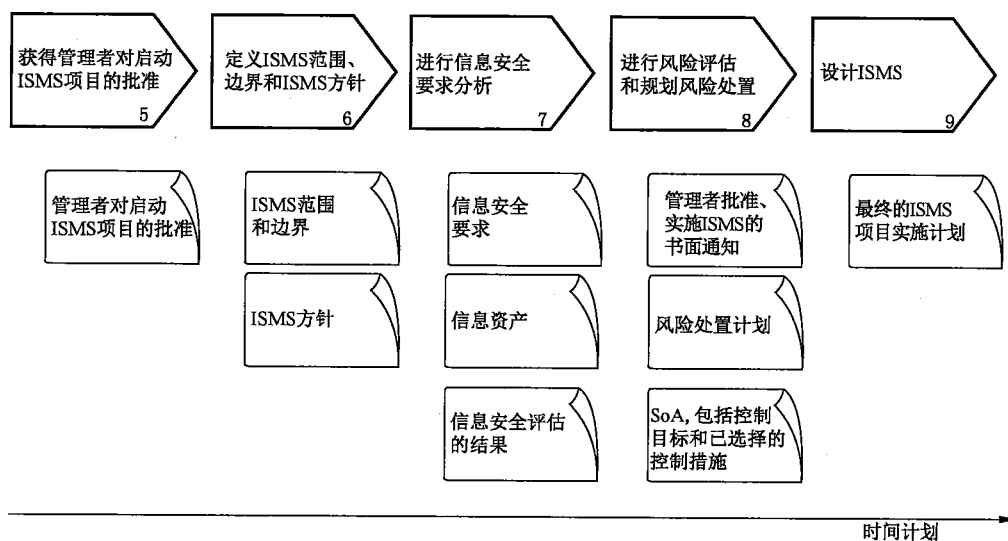 获得管理者对启动
ISMS项目的批准
5
定义ISMS范围、
边界和ISMS方针
6
进行信息安全
要求分析
7
进行风险评估
和规划风险处置
8
设计ISMS
9
管理者对启动
ISMS项目的批准
ISMS范围
和边界
ISMS方针
信息安全
要求
信息资产
信息安全评估
的结果
管理者批准、
实施ISMS的
书面通知
风险处置计划
SoA,包括控制
目标和已选择的
控制措施
最终的ISMS
项目实施计划
时间计划